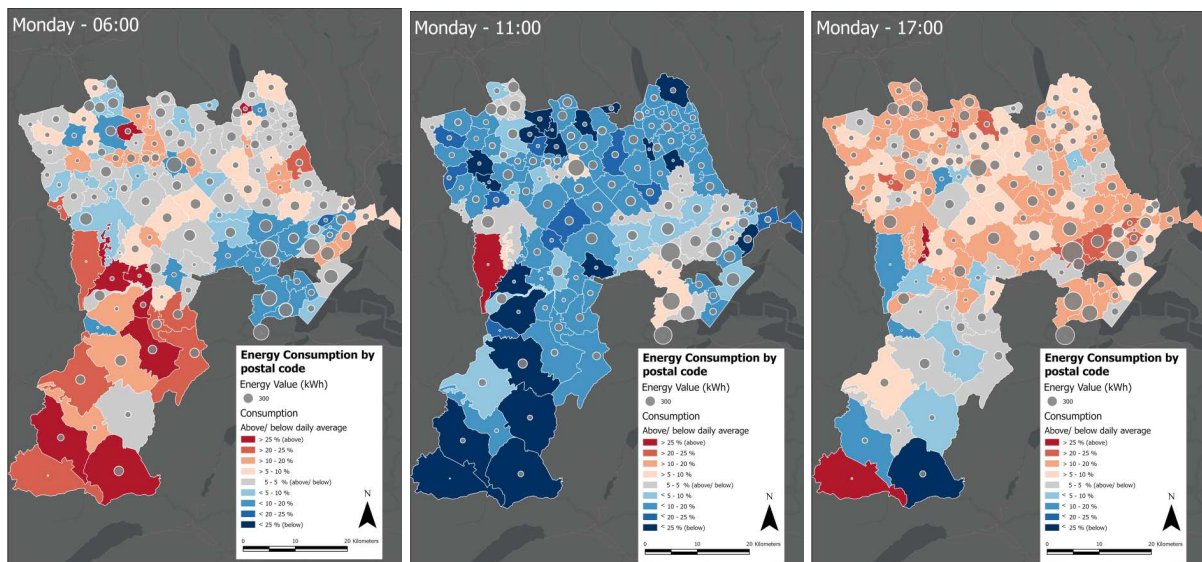 Monday - 06:00
Energy Consumption by
postal code
Energy Value (kWh)
300
Consumption
Above/ below daily average
> 25 % (above)
> 20 - 25 %
> 10 - 20 %
> 5 - 10 %
5 - 5 % (above/ below)
< 5 - 10 %
< 10 - 20 %
< 20 - 25 %
< 25 % (below)
N
0 10 20 Kilometers
Monday - 11:00
Energy Consumption by
postal code
Energy Value (kWh)
300
Consumption
Above/ below daily average
> 25 % (above)
> 20 - 25 %
> 10 - 20 %
> 5 - 10 %
5 - 5 % (above/ below)
< 5 - 10 %
< 10 - 20 %
< 20 - 25 %
< 25 % (below)
N
0 10 20 Kilometers
Monday - 17:00
Energy Consumption by
postal code
Energy Value (kWh)
300
Consumption
Above/ below daily average
> 25 % (above)
> 20 - 25 %
> 10 - 20 %
> 5 - 10 %
5 - 5 % (above/ below)
< 5 - 10 %
< 10 - 20 %
< 20 - 25 %
< 25 % (below)
N
0 10 20 Kilometers